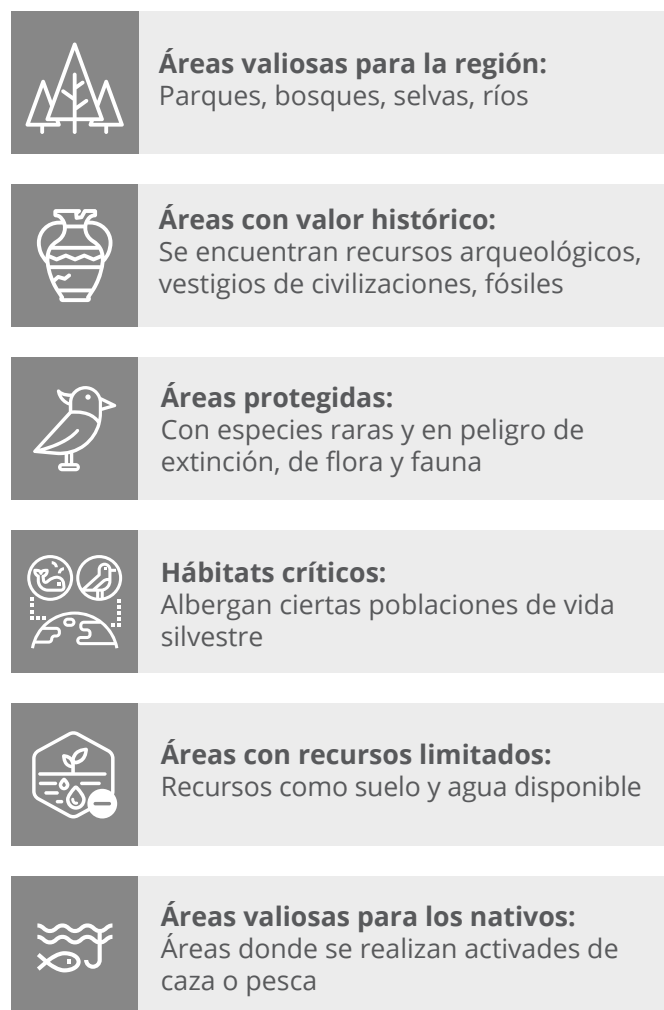 Áreas valiosas para la región:
Parques, bosques, selvas, ríos
Áreas con valor histórico:
Se encuentran recursos arqueológicos,
vestigios de civilizaciones, fósiles
Áreas protegidas:
Con especies raras y en peligro de
extinción, de flora y fauna
Hábitats críticos:
Albergan ciertas poblaciones de vida
silvestre
Áreas con recursos limitados:
Recursos como suelo y agua disponible
Áreas valiosas para los nativos:
Áreas donde se realizan activades de
caza o pesca